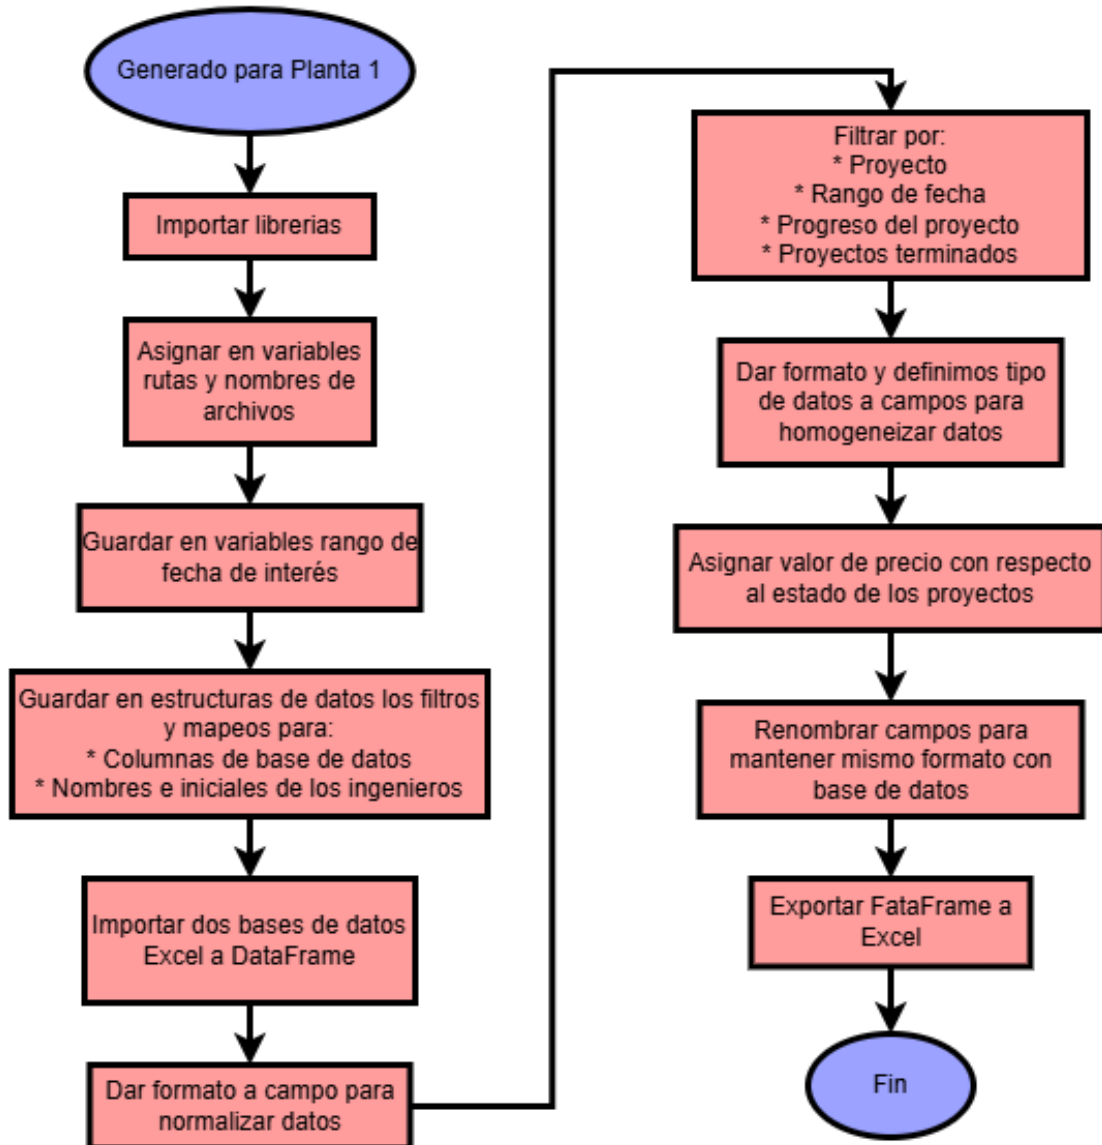 Generado para Planta 1
Importar librerias
Asignar en variables
rutas y nombres de
archivos
Guardar en variables rango de
fecha de interés
Guardar en estructuras de datos los filtros
y mapeos para:
* Columnas de base de datos
* Nombres e iniciales de los ingenieros
Importar dos bases de datos
Excel a DataFrame
Dar formato a campo para
normalizar datos
Filtrar por:
* Proyecto
* Rango de fecha
* Progreso del proyecto
* Proyectos terminados
Dar formato y definimos tipo
de datos a campos para
homogeneizar datos
Asignar valor de precio con respecto
al estado de los proyectos
Renombrar campos para
mantener mismo formato con
base de datos
Exportar FataFrame a
Excel
Fin